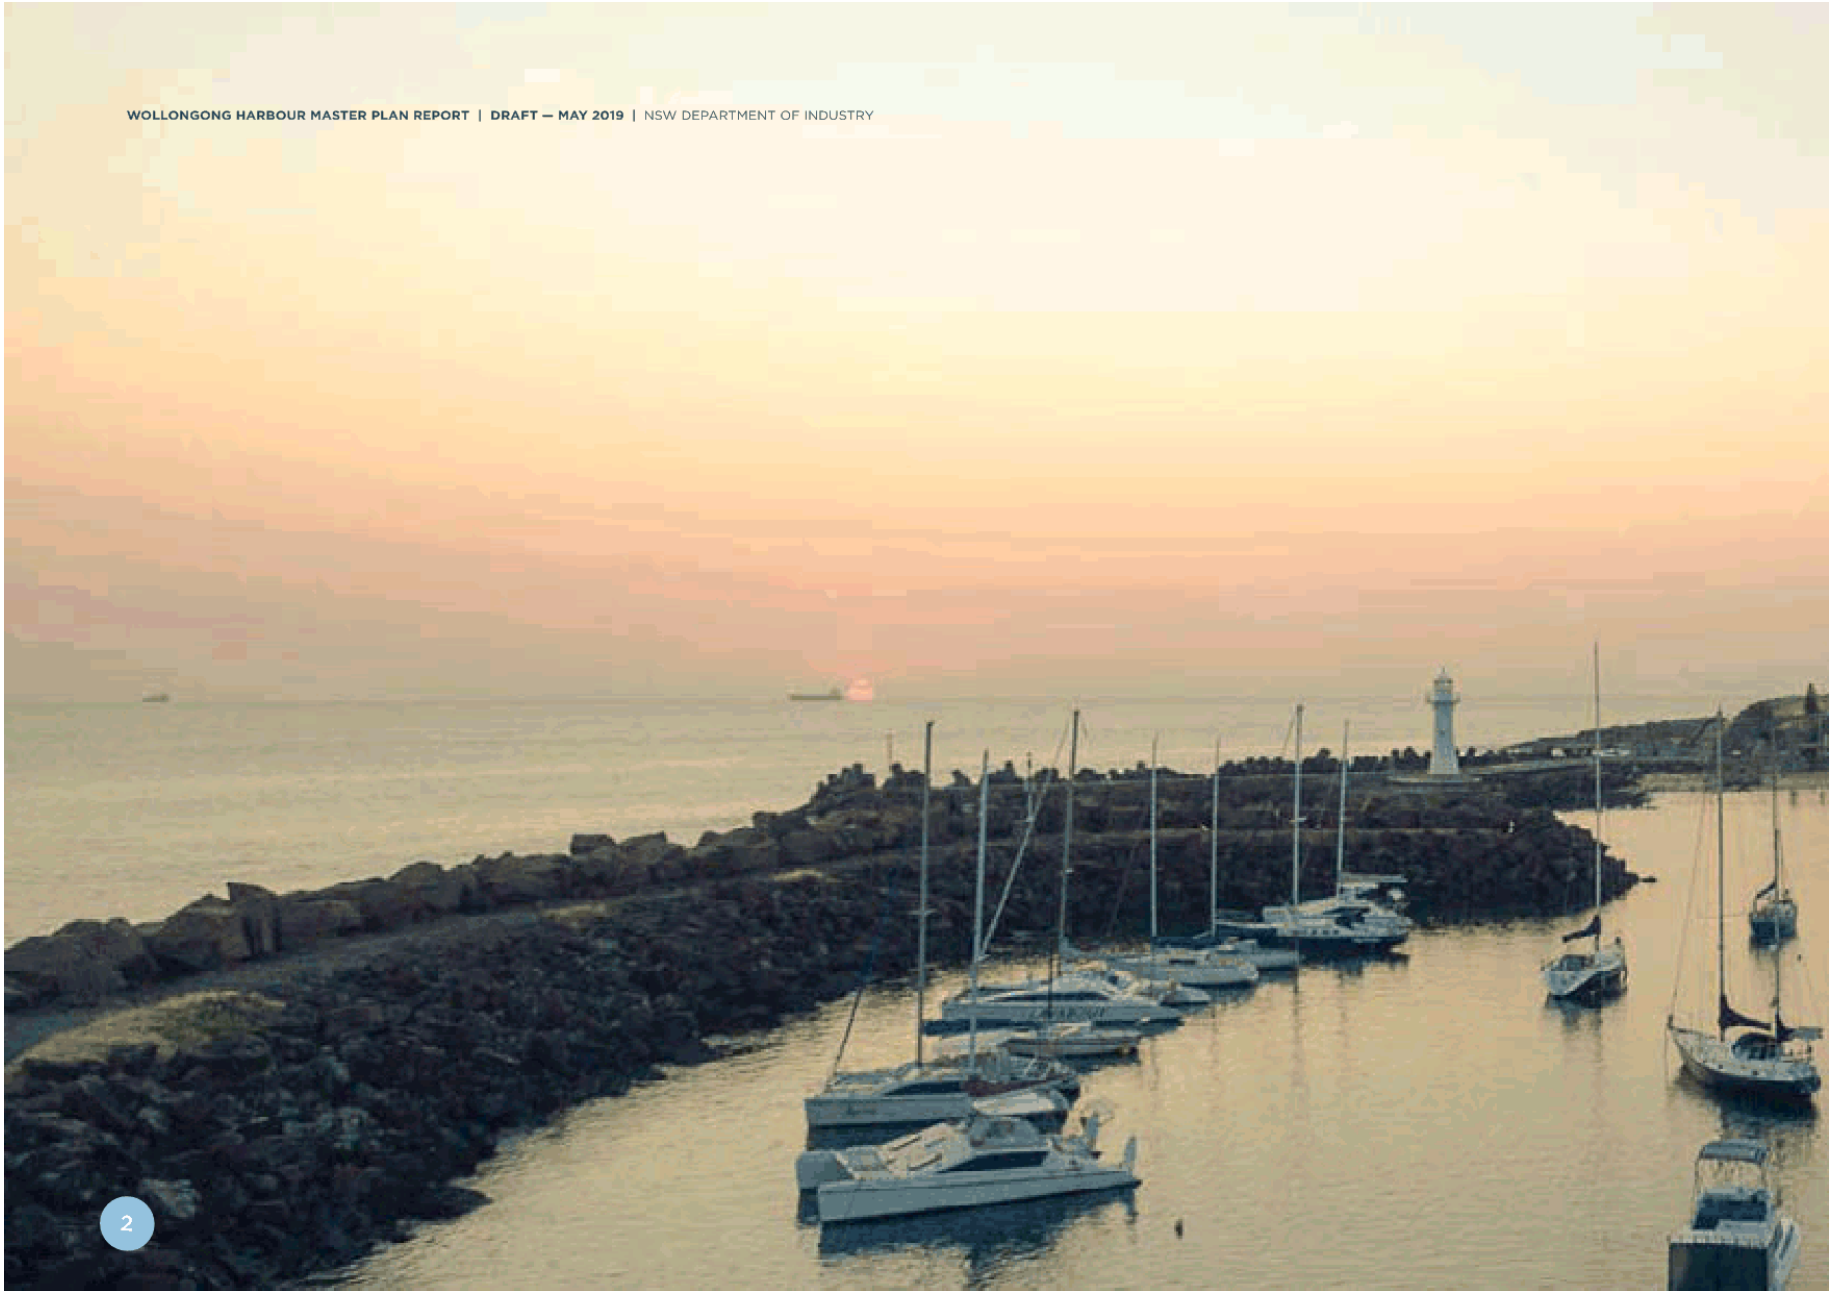 WOLLONGONG HARBOUR MASTER PLAN REPORT | DRAFT — MAY 2019 | NSW DEPARTMENT OF INDUSTRY
2